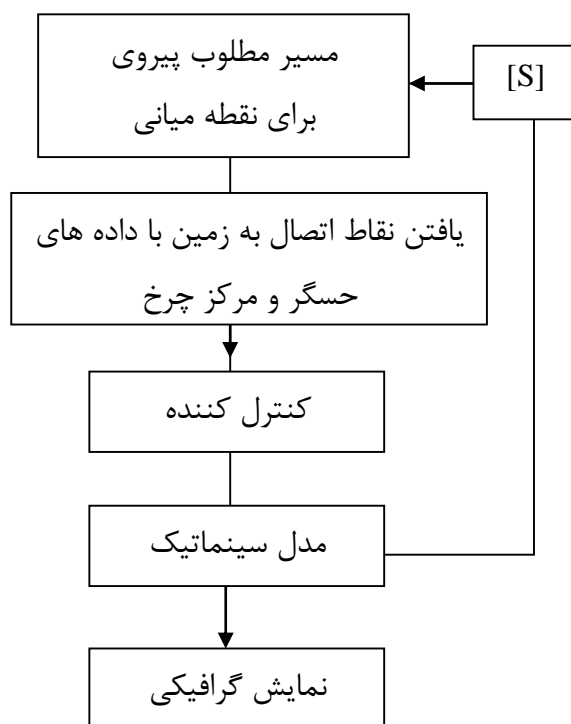 مسیر مطلوب پیروی
برای نقطه میانی
[S]
یافتن نقاط اتصال به زمین با داده های
حسگر و مرکز چرخ
کنترل کننده
مدل سینماتیک
نمایش گرافیکی